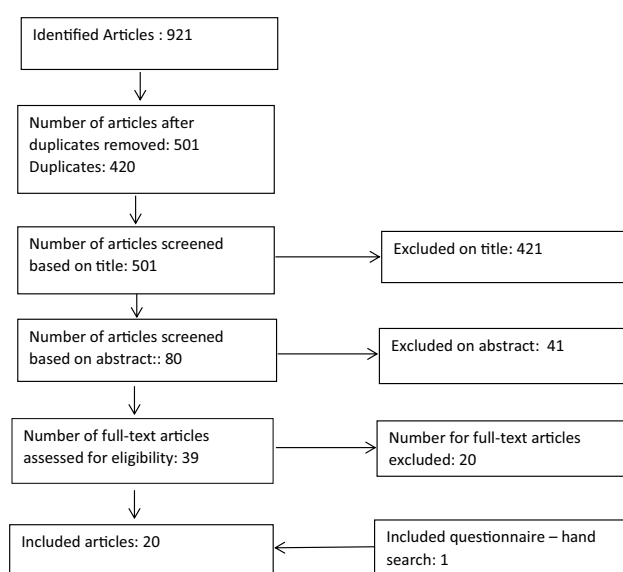 Identified Articles : 921
Number of articles after
duplicates removed: 501
Duplicates: 420
Number of articles screened
based on title: 501
Excluded on title: 421
Number of articles screened
based on abstract:: 80
Excluded on abstract:  41
Number of full-text articles
assessed for eligibility: 39
Number for full-text articles
excluded: 20
Included articles: 20
Included questionnaire – hand
search: 1